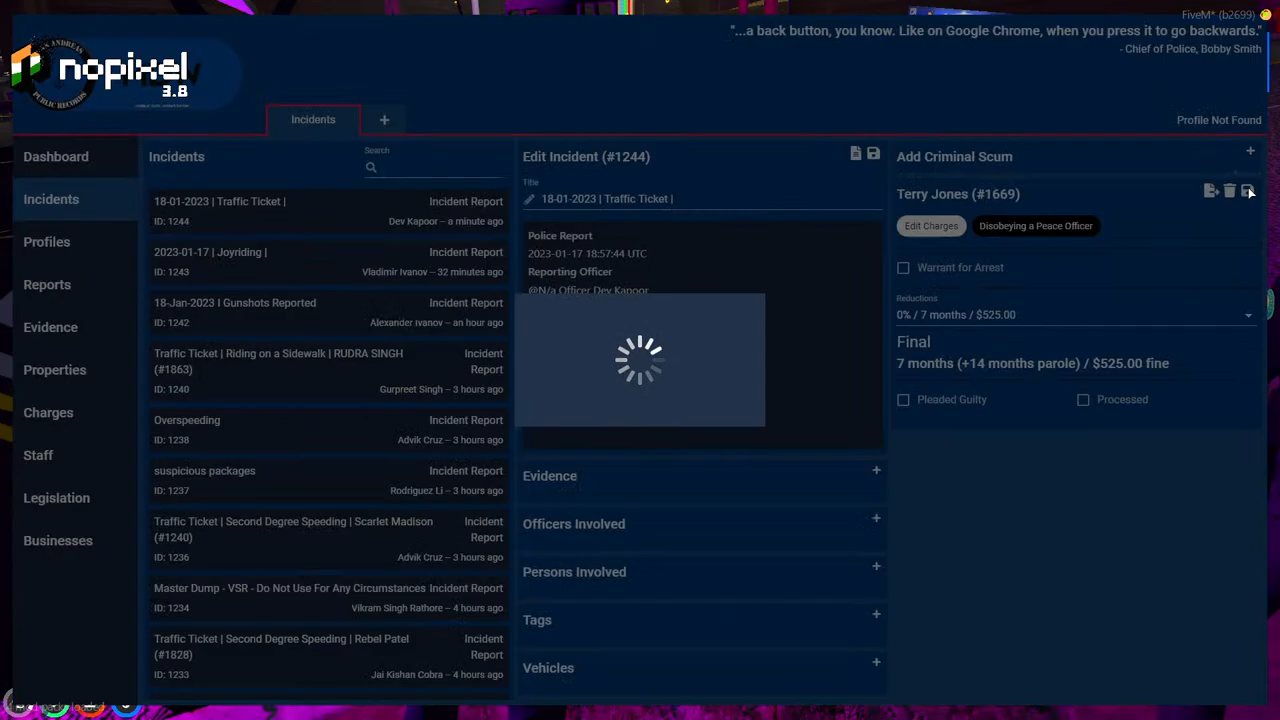 FiveM* (b2699)
"...a back button, you know. Like on Google Chrome, when you press it to go backwards."
- Chief of Police, Bobby Smith
nopixel
3.8
PUBLIC RECORDS
Incidents
+
Profile Not Found
Dashboard
Incidents
Profiles
Reports
Evidence
Properties
Charges
Staff
Legislation
Businesses
Incidents
Search
18-01-2023 | Traffic Ticket |
Incident Report
ID: 1244
Dev Kapoor – a minute ago
2023-01-17 | Joyriding |
Incident Report
ID: 1243
Vladimir Ivanov – 32 minutes ago
18-Jan-2023 I Gunshots Reported
Incident Report
ID: 1242
Alexander Ivanov – an hour ago
Traffic Ticket | Riding on a Sidewalk | RUDRA SINGH
(#1863)
Incident
Report
ID: 1240
Gurpreet Singh – 3 hours ago
Overspeeding
Incident Report
ID: 1238
Advik Cruz – 3 hours ago
suspicious packages
Incident Report
ID: 1237
Rodriguez Li – 3 hours ago
Traffic Ticket | Second Degree Speeding | Scarlet Madison
(#1240)
Incident
Report
ID: 1236
Advik Cruz – 3 hours ago
Master Dump - VSR - Do Not Use For Any Circumstances
Incident Report
ID: 1234
Vikram Singh Rathore – 4 hours ago
Traffic Ticket | Second Degree Speeding | Rebel Patel
(#1828)
Incident
Report
ID: 1233
Jai Kishan Cobra – 4 hours ago
Edit Incident (#1244)
Title
18-01-2023 | Traffic Ticket |
Police Report
2023-01-17 18:57:44 UTC
Reporting Officer
@N/a Officer Dev Kapoor
Evidence
+
Officers Involved
+
Persons Involved
+
Tags
+
Vehicles
+
Add Criminal Scum
+
Terry Jones (#1669)
Edit Charges
Disobeying a Peace Officer
Warrant for Arrest
Reductions
0% / 7 months / $525.00
Final
7 months (+14 months parole) / $525.00 fine
Pleaded Guilty
Processed